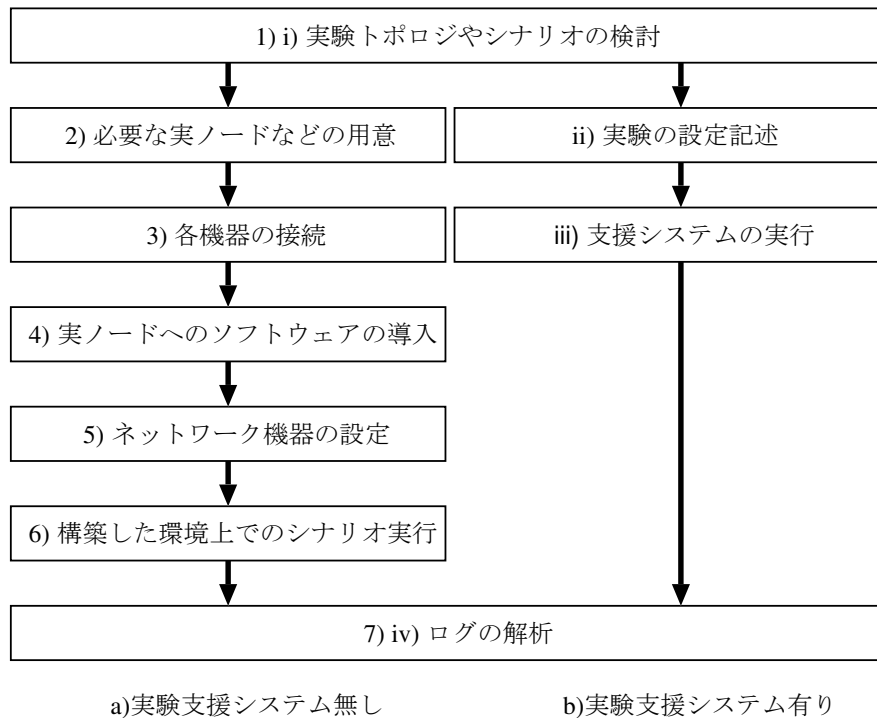 1) i) 実験トポロジやシナリオの検討
2) 必要な実ノードなどの用意
ii) 実験の設定記述
3) 各機器の接続
iii) 支援システムの実行
4) 実ノードへのソフトウェアの導入
5) ネットワーク機器の設定
6) 構築した環境上でのシナリオ実行
7) iv) ログの解析
a)実験支援システム無し
b)実験支援システム有り